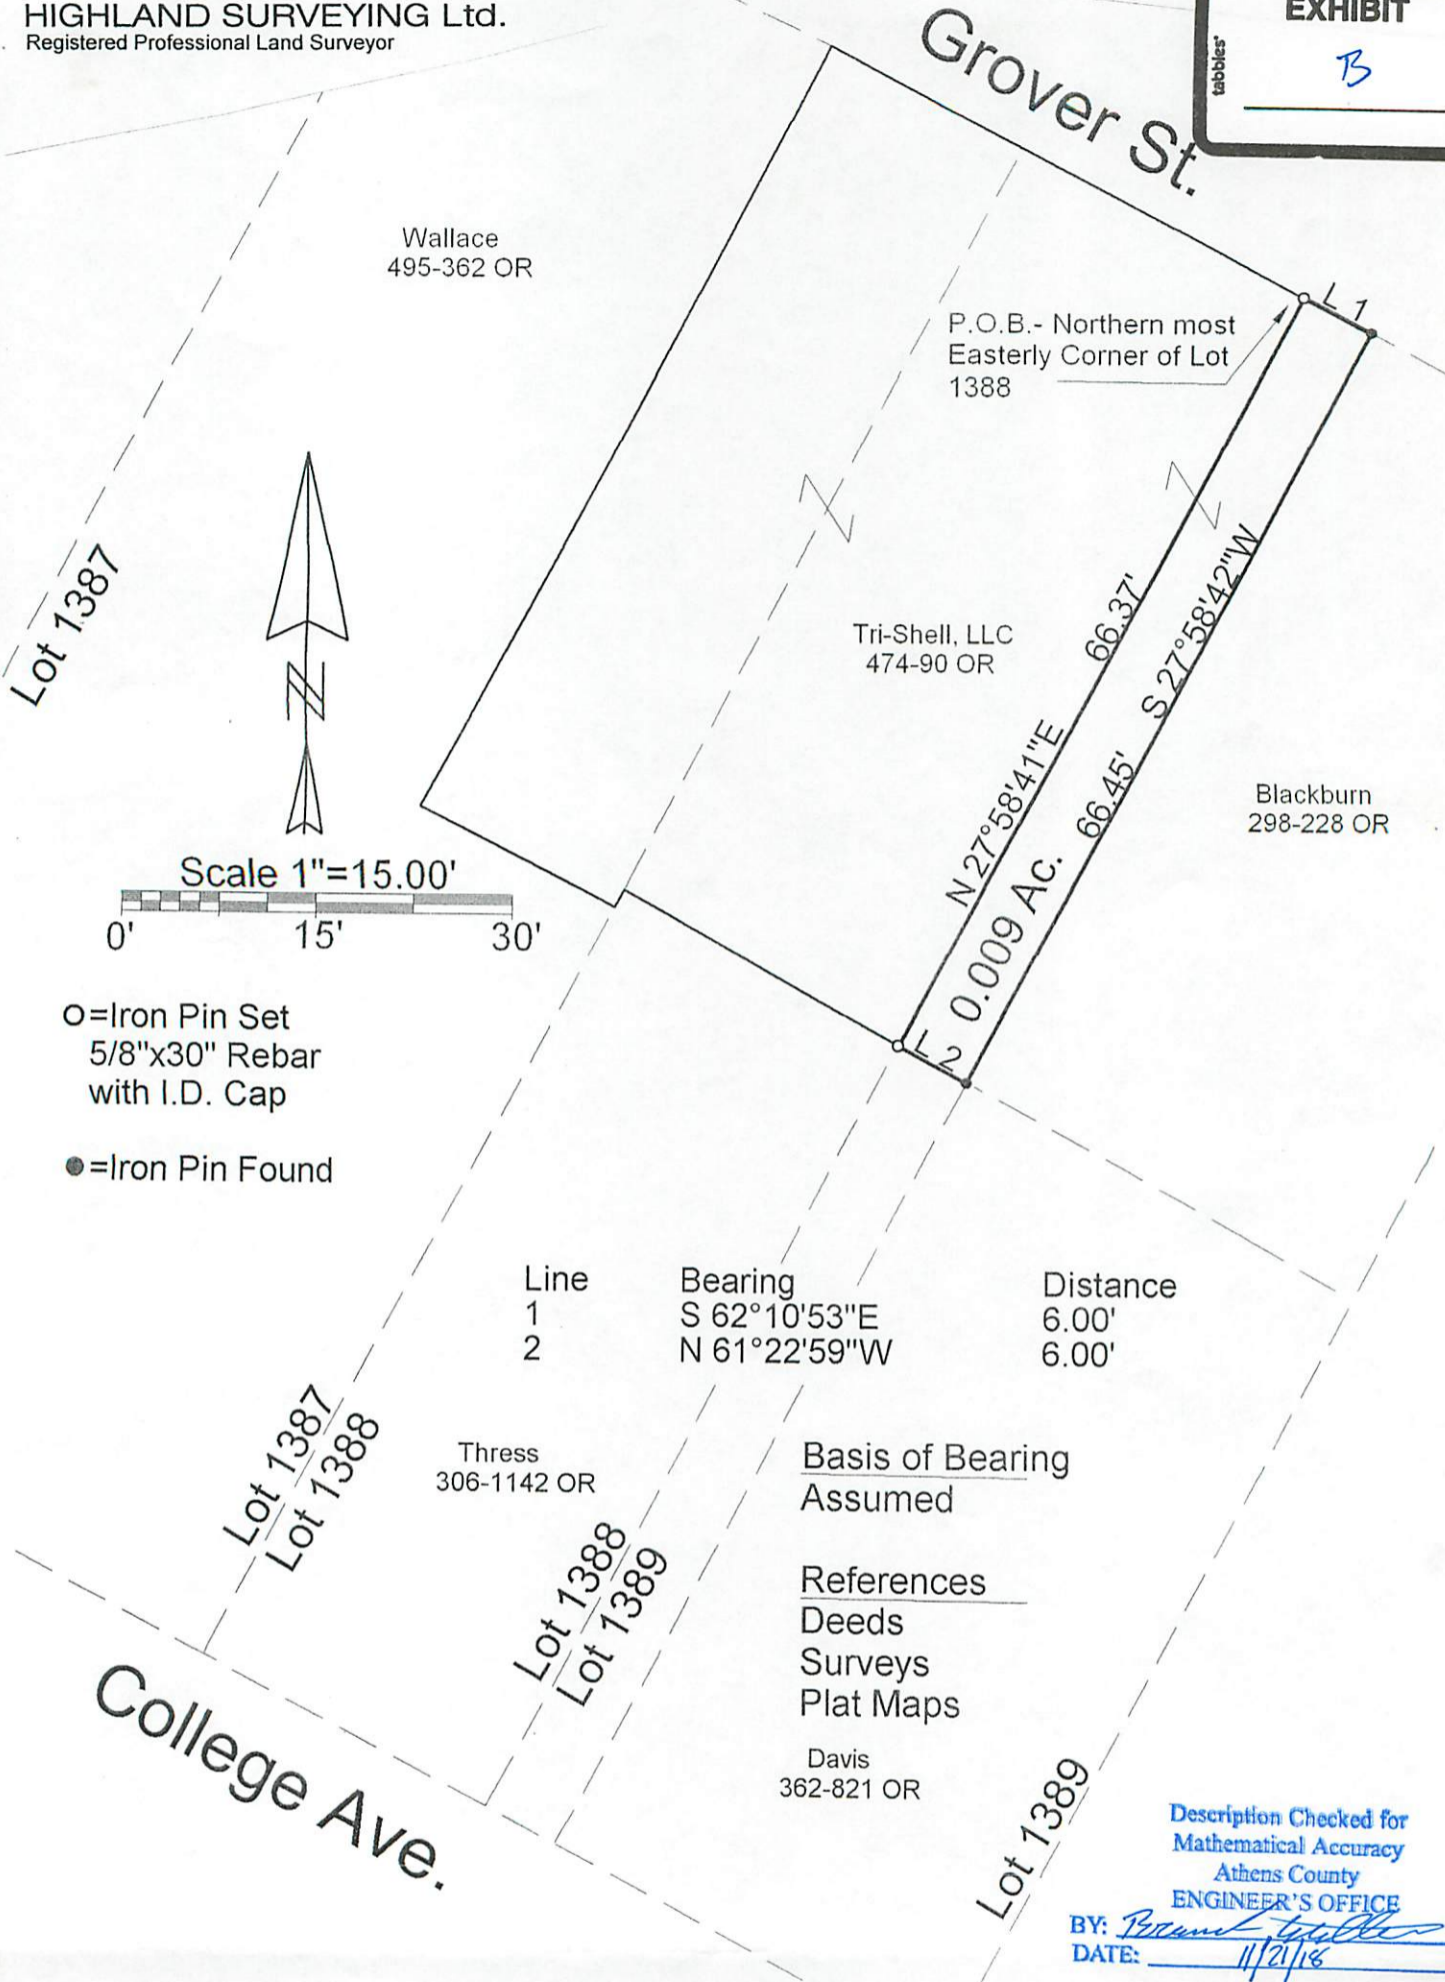 HIGHLAND SURVEYING Ltd.
Registered Professional Land Surveyor
EXHIBIT
tabbies'
B
Grover St.
Wallace
495-362 OR
L 1
P.O.B.- Northern most
Easterly Corner of Lot
1388
Lot 1387
N
Z
Z
Tri-Shell, LLC
474-90 OR
N 27°58'41"E 66.37'
66.45' S 27°58'42"W
0.009 Ac.
Blackburn
298-228 OR
Scale 1"=15.00'
0' 15' 30'
L 2
O=Iron Pin Set
5/8"x30" Rebar
with I.D. Cap
●=Iron Pin Found
Line Bearing Distance
1 S 62°10'53"E 6.00'
2 N 61°22'59"W 6.00'
Lot 1387
Lot 1388
Thress
306-1142 OR
Lot 1388
Lot 1389
Basis of Bearing
Assumed
References
Deeds
Surveys
Plat Maps
Davis
362-821 OR
College Ave.
Lot 1389
Description Checked for
Mathematical Accuracy
Athens County
ENGINEER'S OFFICE
BY:
DATE: 11/21/18